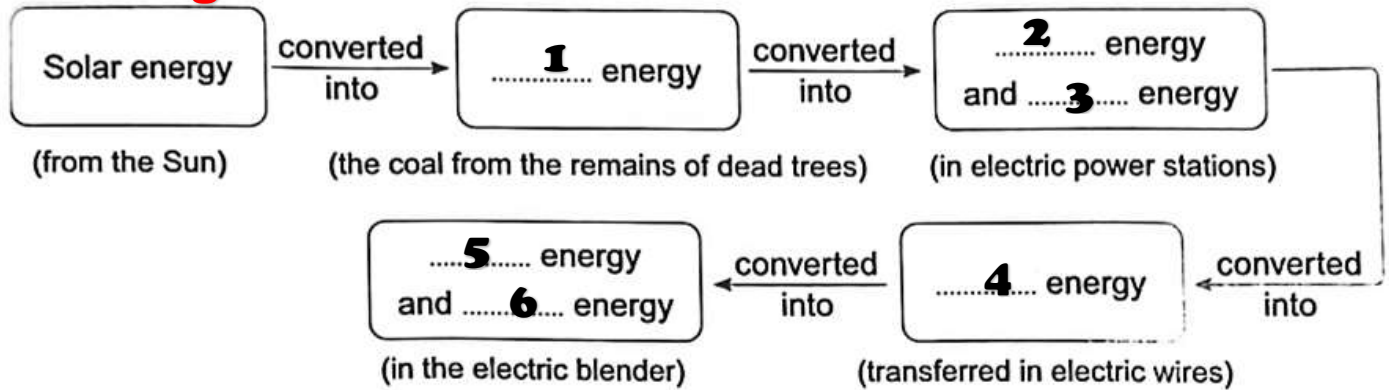 Solar energy
converted
into
.......1...... energy
converted
into
.......2...... energy
and .......3...... energy
(from the Sun)
(the coal from the remains of dead trees)
(in electric power stations)
.....5...... energy
and .......6..... energy
converted
into
.......4...... energy
converted
into
(in the electric blender)
(transferred in electric wires)